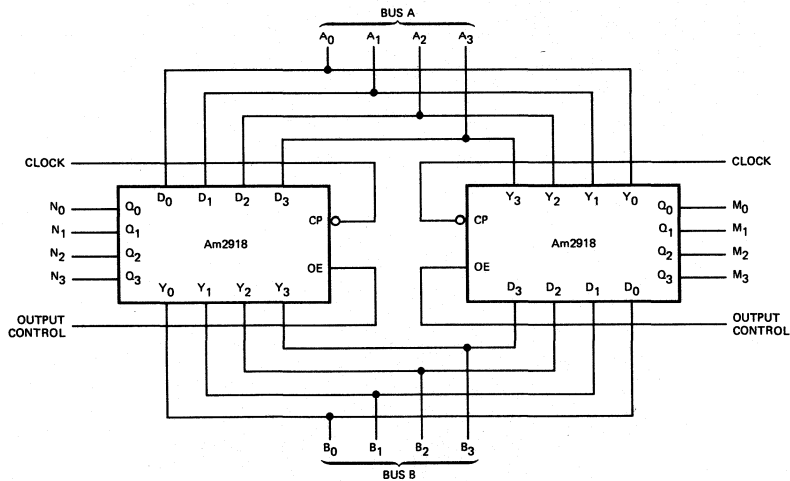 BUS A
A0 A1 A2 A3
CLOCK
CLOCK
D0 D1 D2 D3
Y3 Y2 Y1 Y0
N0 Q0
N1 Q1
N2 Q2
N3 Q3
CP
Am2918
OE
Y0 Y1 Y2 Y3
CP
Am2918
OE
Q0 M0
Q1 M1
Q2 M2
Q3 M3
D3 D2 D1 D0
OUTPUT
CONTROL
OUTPUT
CONTROL
B0 B1 B2 B3
BUS B